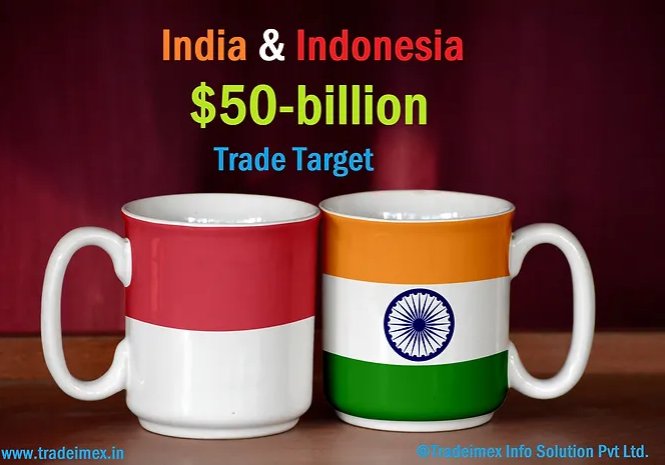 India & Indonesia
$50-billion
Trade Target
www.tradeimex.in
©Tradeimex Info Solution Pvt Ltd.